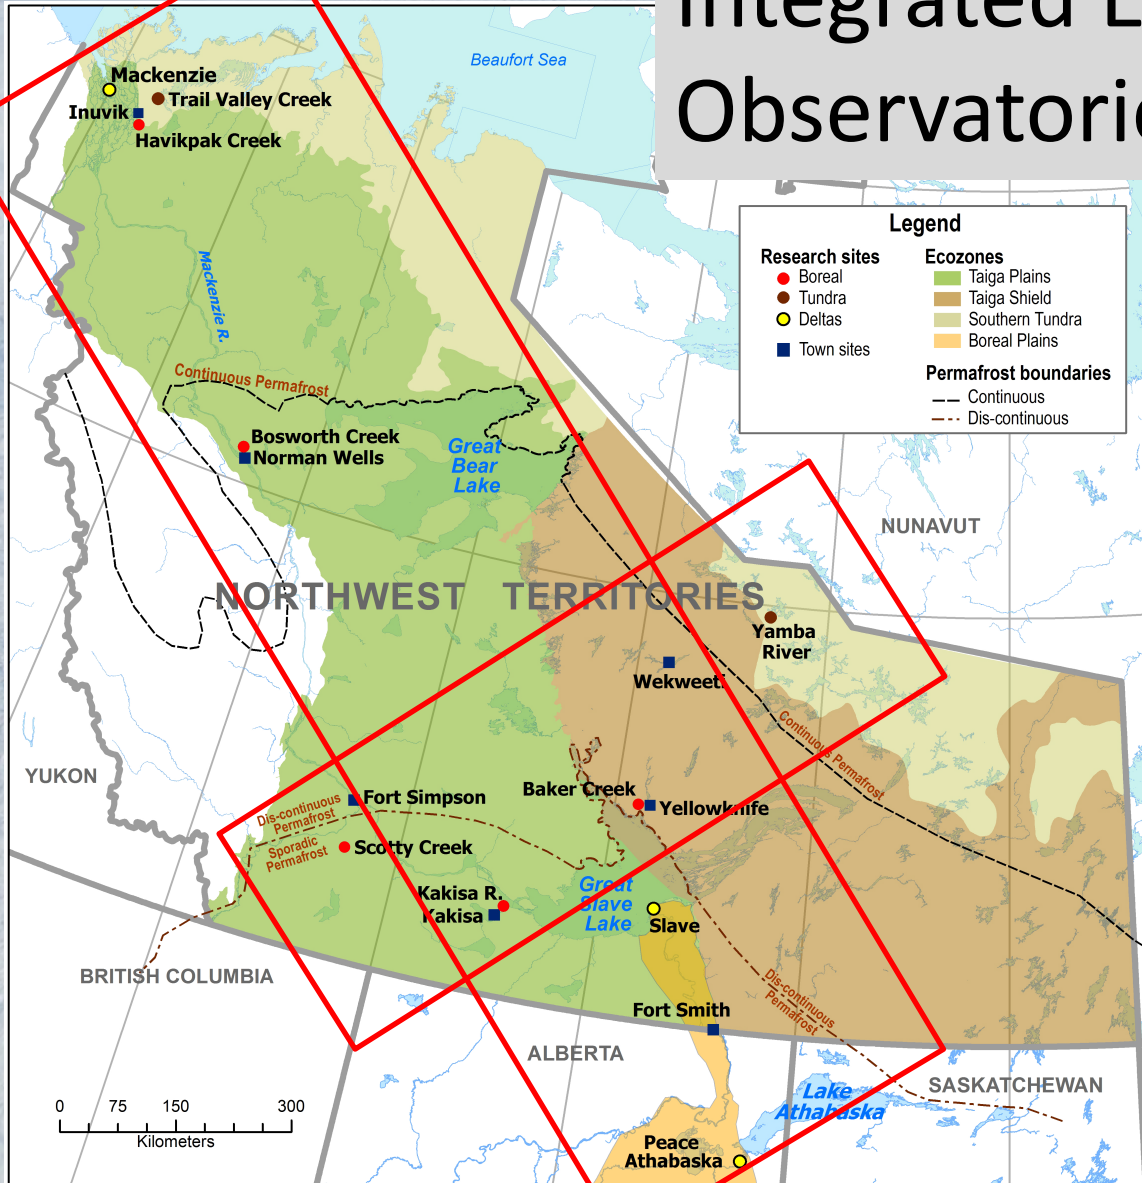 Integrated E
Observatorie
Beaufort Sea
Mackenzie
Trail Valley Creek
Inuvik
Havikpak Creek
Mackenzie R.
Legend
Research sites
Boreal
Tundra
Deltas
Town sites
Ecozones
Taiga Plains
Taiga Shield
Southern Tundra
Boreal Plains
Permafrost boundaries
Continuous
Dis-continuous
Continuous Permafrost
Bosworth Creek
Norman Wells
Great
Bear
Lake
NUNAVUT
NORTHWEST TERRITORIES
Yamba
River
Wekweeti
Continuous Permafrost
YUKON
Baker Creek
Yellowknife
Fort Simpson
Dis-continuous
Permafrost
Sporadic
Permafrost
Scotty Creek
Kakisa R.
Kakisa
Great
Slave
Lake
Slave
BRITISH COLUMBIA
Dis-continuous
Permafrost
Fort Smith
ALBERTA
SASKATCHEWAN
Lake
Athabaska
0 75 150 300
Kilometers
Peace
Athabaska